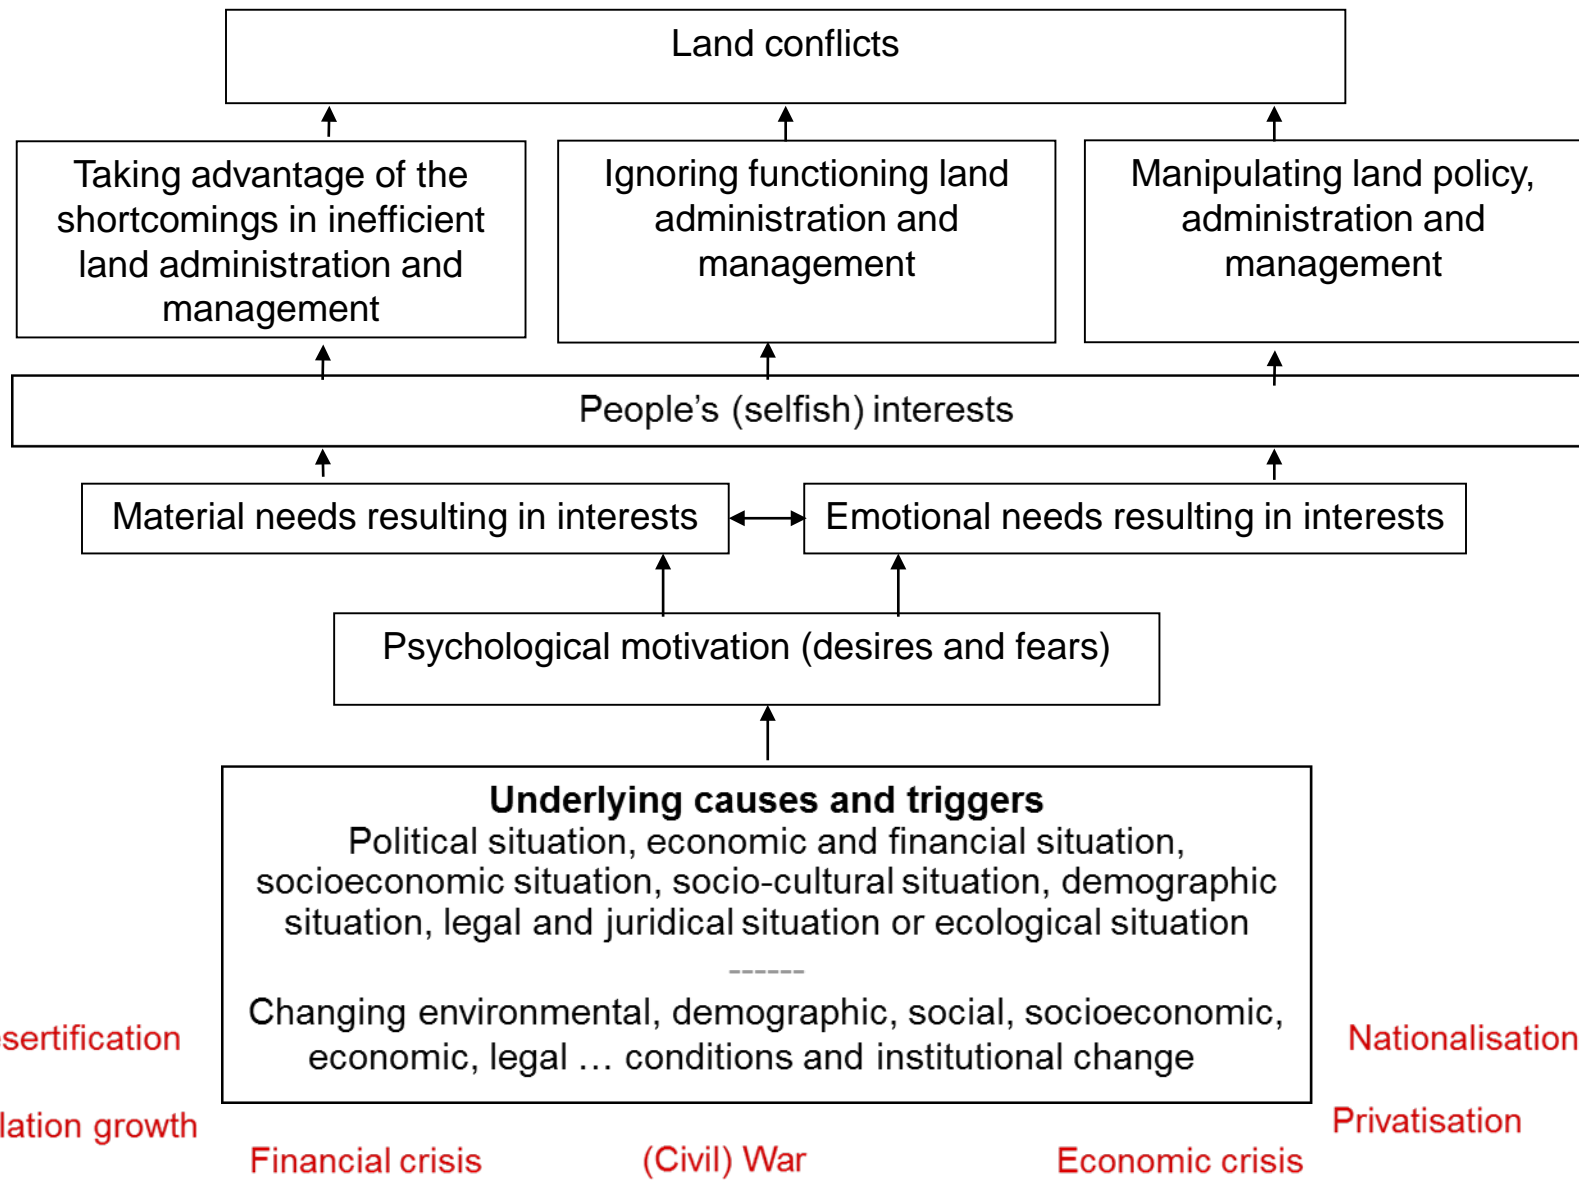 Land conflicts
Taking advantage of the
shortcomings in inefficient
land administration and
management
Ignoring functioning land
administration and
management
Manipulating land policy,
administration and
management
People’s (selfish) interests
Material needs resulting in interests
Emotional needs resulting in interests
Psychological motivation (desires and fears)
Underlying causes and triggers
Political situation, economic and financial situation,
socioeconomic situation, socio-cultural situation, demographic
situation, legal and juridical situation or ecological situation
------
Changing environmental, demographic, social, socioeconomic,
economic, legal … conditions and institutional change
sertification
Nationalisation
lation growth
Privatisation
Financial crisis
(Civil) War
Economic crisis